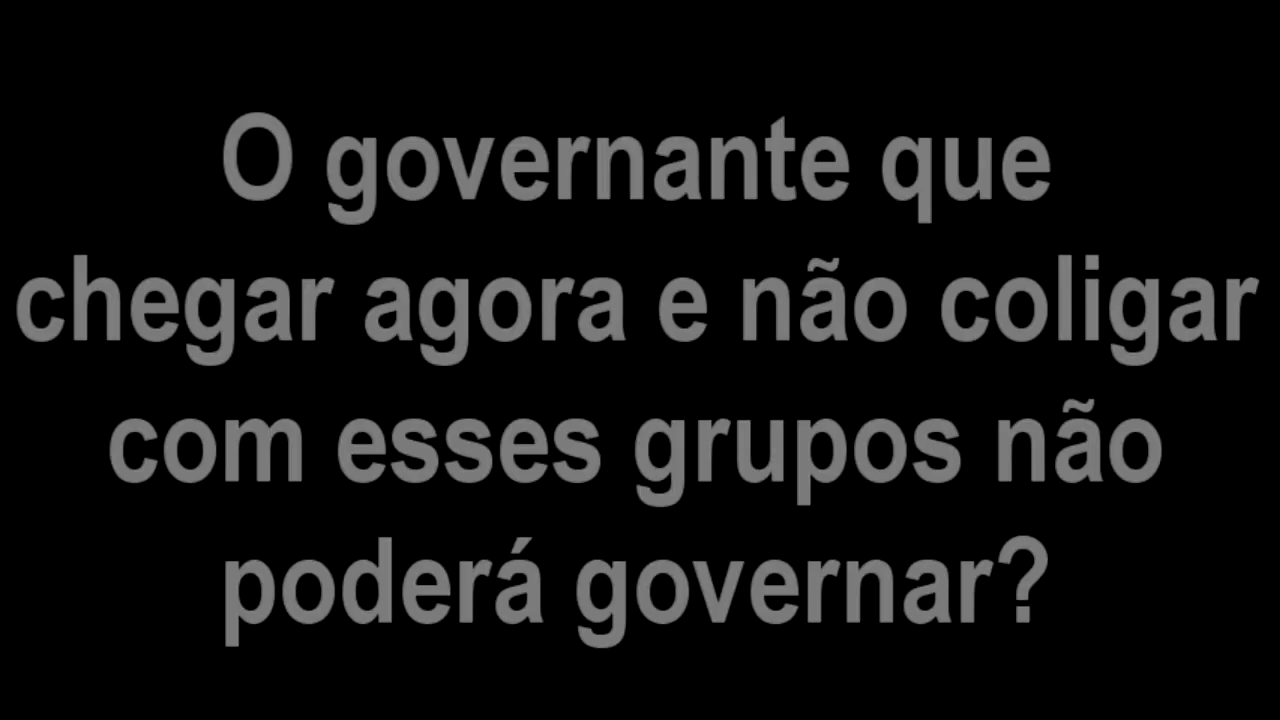 O governante que
chegar agora e não coligar
com esses grupos não
poderá governar?